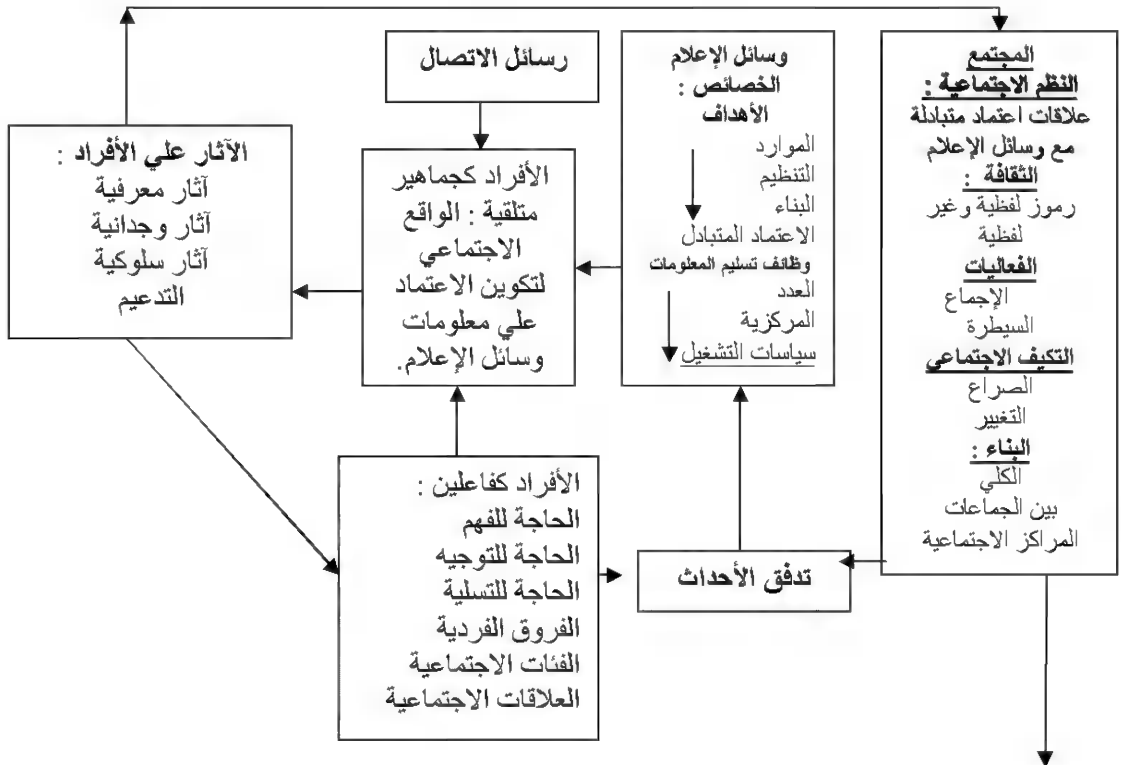 المجتمع
النظم الاجتماعية :
علاقات اعتماد متبادلة
مع وسائل الإعلام
الثقافة :
رموز لفظية وغير
لفظية
الفعاليات
الإجماع
السيطرة
التكيف الاجتماعي
الصراع
التغيير
البناء :
الكلي
بين الجماعات
المراكز الاجتماعية
وسائل الإعلام
الخصائص :
الأهداف
الموارد
التنظيم
البناء
الاعتماد المتبادل
وظائف تسليم المعلومات
العدد
المركزية
سياسات التشغيل
رسائل الاتصال
الأفراد كجماهير
متلقية : الواقع
الاجتماعي
لتكوين الاعتماد
علي معلومات
وسائل الإعلام.
الآثار علي الأفراد :
آثار معرفية
آثار وجدانية
آثار سلوكية
التدعيم
تدفق الأحداث
الأفراد كفاعلين :
الحاجة للفهم
الحاجة للتوجيه
الحاجة للتسلية
الفروق الفردية
الفئات الاجتماعية
العلاقات الاجتماعية